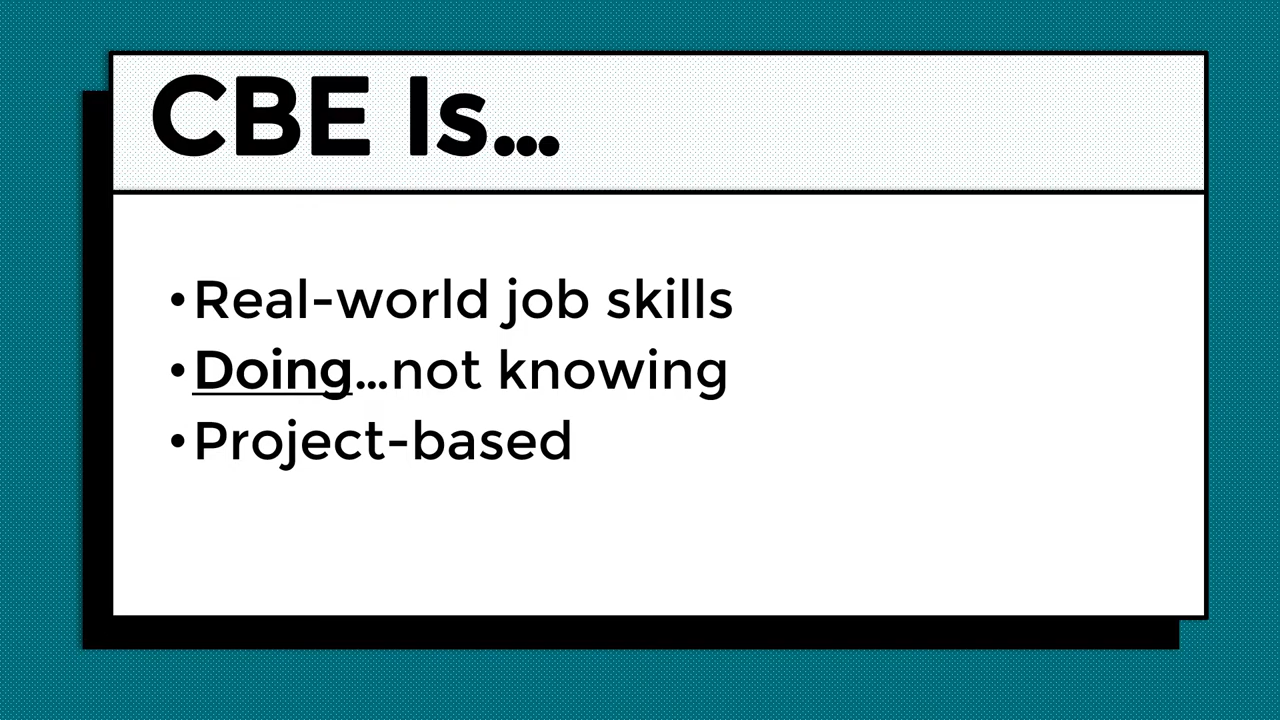 CBE Is...
•Real-world job skills
•Doing...not knowing
•Project-based